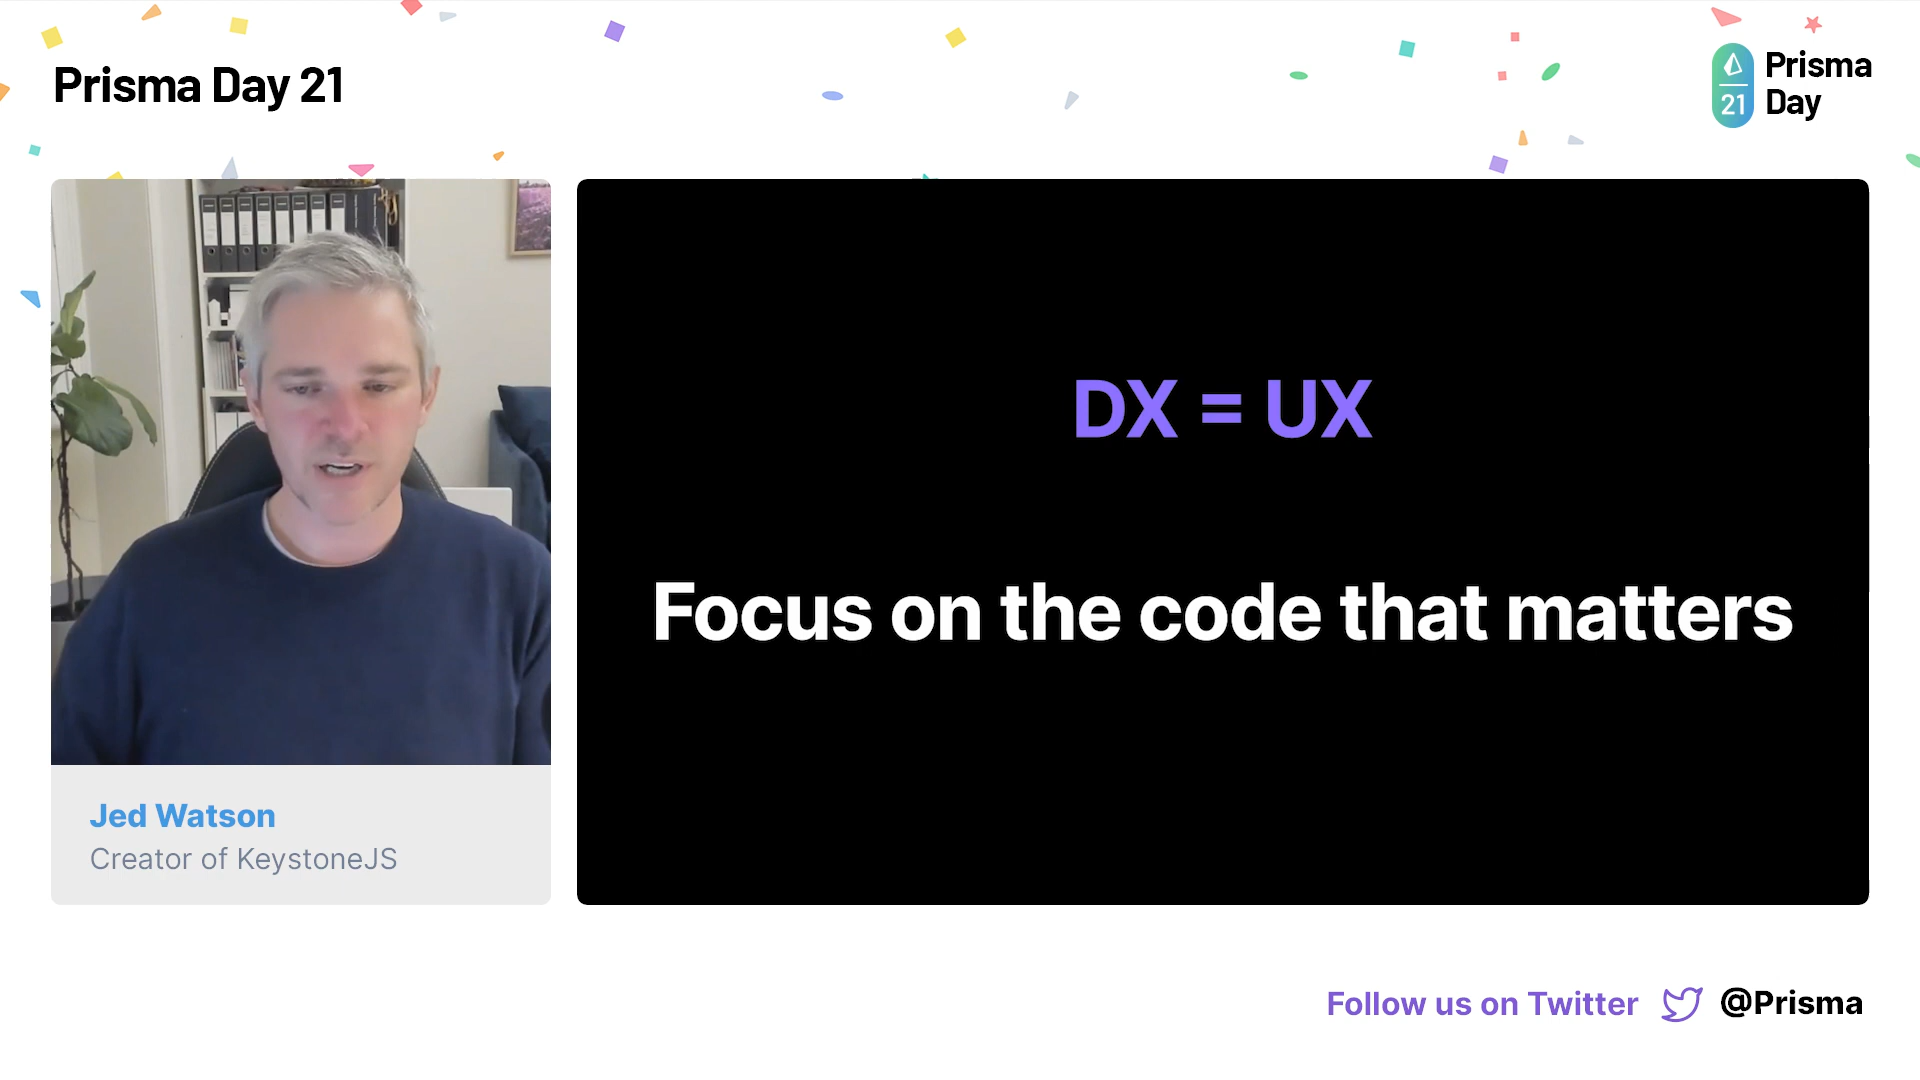 Prisma Day 21
21
Prisma
Day
DX = UX
Focus on the code that matters
Jed Watson
Creator of KeystoneJS
Follow us on Twitter @Prisma